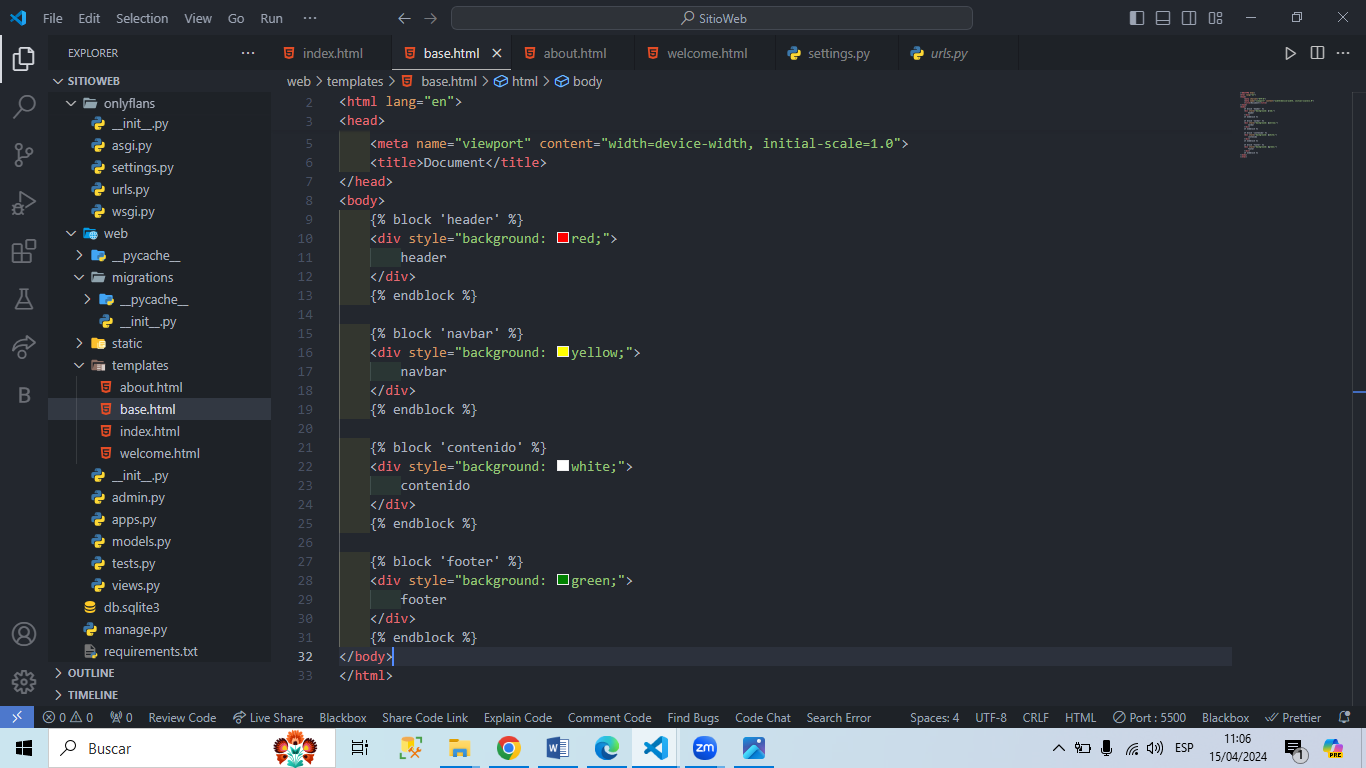 File Edit Selection View Go Run ··· SitioWeb
EXPLORER ···
index.html base.html about.html welcome.html settings.py urls.py ···
SITIOWEB
web > templates > base.html > html > body
onlyflans
__init__.py
asgi.py
settings.py
urls.py
wsgi.py
web
__pycache__
migrations
__pycache__
__init__.py
static
templates
about.html
base.html
index.html
welcome.html
__init__.py
admin.py
apps.py
models.py
tests.py
views.py
db.sqlite3
manage.py
requirements.txt
OUTLINE
TIMELINE
B
2 <html lang="en">
3 <head>
5 <meta name="viewport" content="width=device-width, initial-scale=1.0">
6 <title>Document</title>
7 </head>
8 <body>
9 {% block 'header' %}
10 <div style="background: red;">
11 header
12 </div>
13 {% endblock %}
14
15 {% block 'navbar' %}
16 <div style="background: yellow;">
17 navbar
18 </div>
19 {% endblock %}
20
21 {% block 'contenido' %}
22 <div style="background: white;">
23 contenido
24 </div>
25 {% endblock %}
26
27 {% block 'footer' %}
28 <div style="background: green;">
29 footer
30 </div>
31 {% endblock %}
32 </body>
33 </html>
0 0 0 Review Code Live Share Blackbox Share Code Link Explain Code Comment Code Find Bugs Code Chat Search Error Spaces: 4 UTF-8 CRLF HTML Port : 5500 Blackbox Prettier
Buscar W zm ESP 11:06 1 PRE
15/04/2024